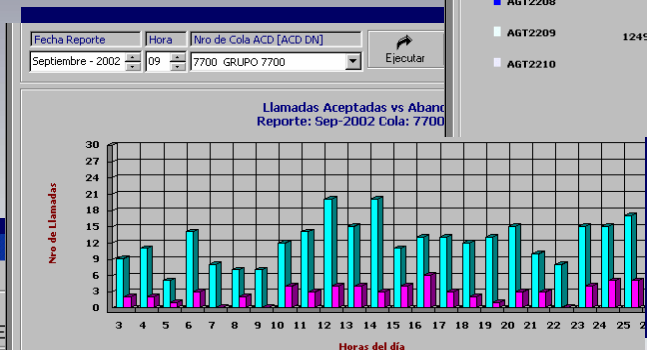 AGT2208
AGT2209
1249
AGT2210
Fecha Reporte
Hora
Nro de Cola ACD [ACD DN]
Septiembre - 2002
09
7700 GRUPO 7700
Ejecutar
Llamadas Aceptadas vs Aband
Reporte: Sep-2002 Cola: 7700
Nro de Llamadas
30
27
24
21
18
15
12
9
6
3
0
3 4 5 6 7 8 9 10 11 12 13 14 15 16 17 18 19 20 21 22 23 24 25 2
Horas del día